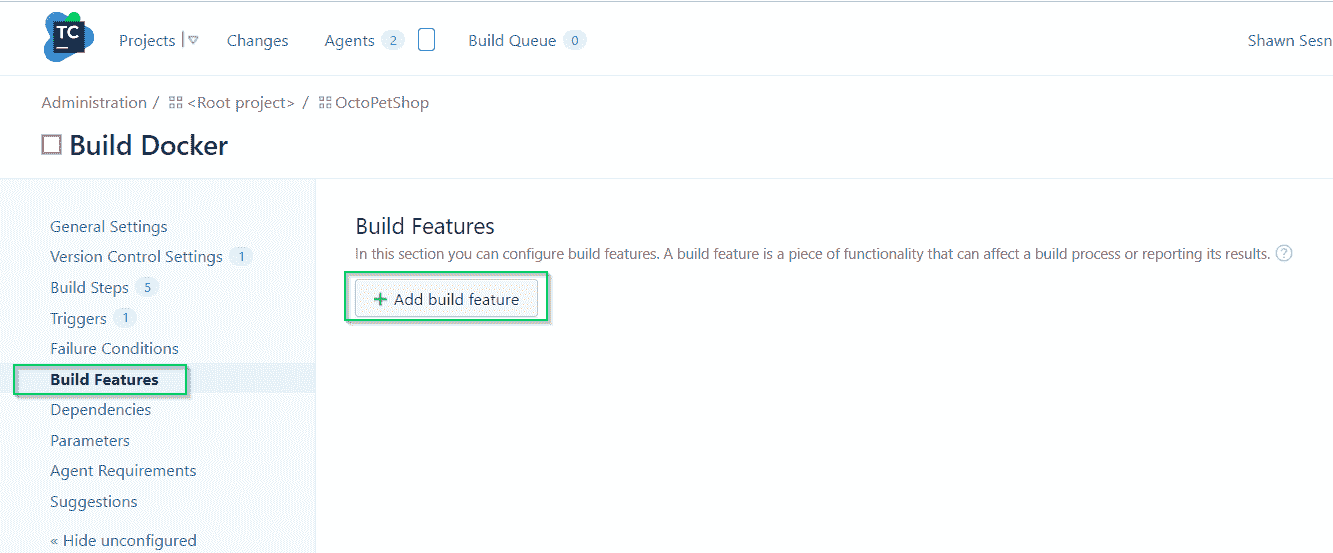 TC
Projects
Changes
Agents 2
Build Queue 0
Shawn Sesn
Administration / <Root project> / OctoPetShop
Build Docker
General Settings
Version Control Settings 1
Build Steps 5
Triggers 1
Failure Conditions
Build Features
Dependencies
Parameters
Agent Requirements
Suggestions
« Hide unconfigured
Build Features
In this section you can configure build features. A build feature is a piece of functionality that can affect a build process or reporting its results. ?
+ Add build feature